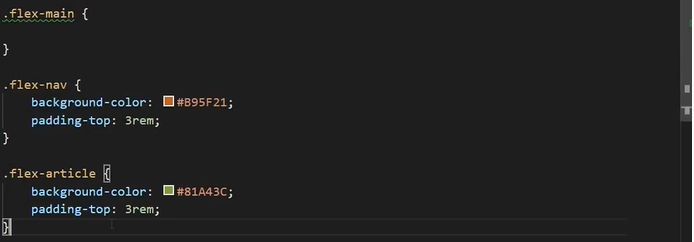 .flex-main {
}
.flex-nav {
background-color: #B95F21;
padding-top: 3rem;
}
.flex-article {
background-color: #81A43C;
padding-top: 3rem;
}